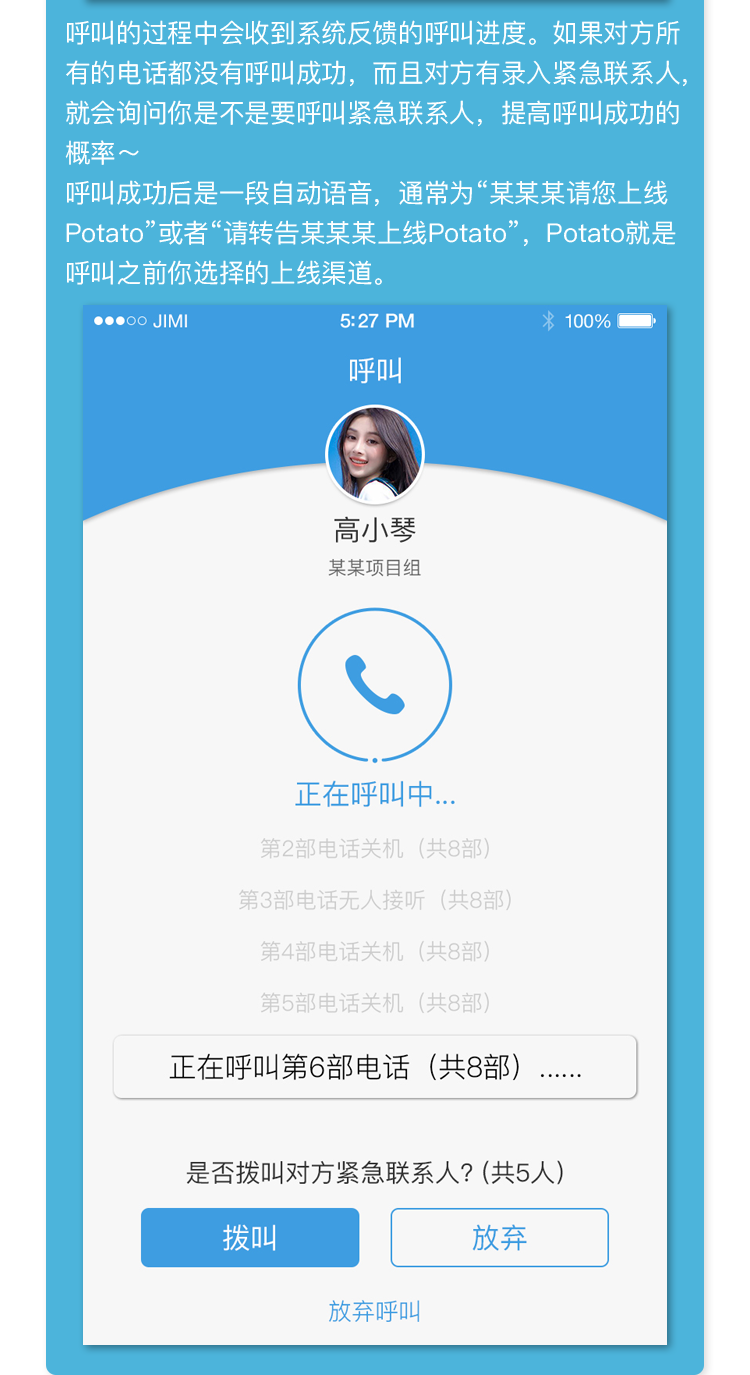 呼叫的过程中会收到系统反馈的呼叫进度。如果对方所
有的电话都没有呼叫成功，而且对方有录入紧急联系人，
就会询问你是不是要呼叫紧急联系人，提高呼叫成功的
概率～
呼叫成功后是一段自动语音，通常为“某某某请您上线
Potato”或者“请转告某某某上线Potato”，Potato就是
呼叫之前你选择的上线渠道。
JIMI 5:27 PM 100%
呼叫
高小琴
某某项目组
正在呼叫中...
第2部电话关机（共8部）
第3部电话无人接听（共8部）
第4部电话关机（共8部）
第5部电话关机（共8部）
正在呼叫第6部电话（共8部）......
是否拨叫对方紧急联系人？（共5人）
拨叫 放弃
放弃呼叫